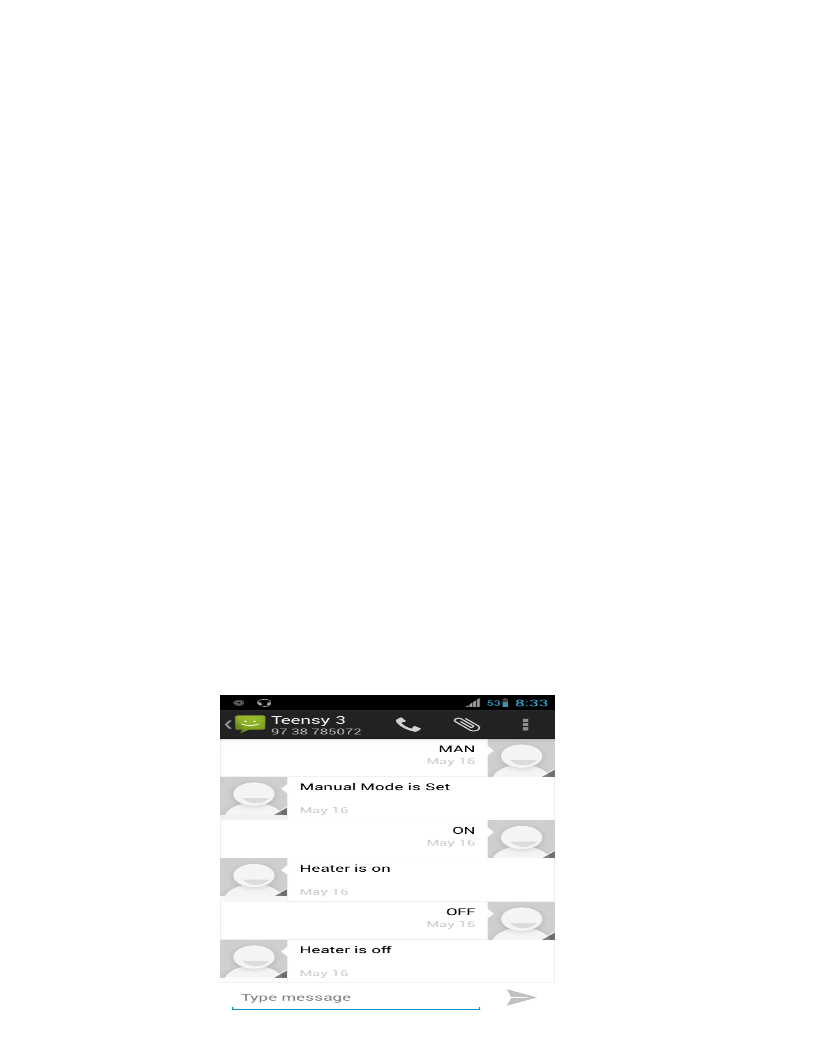 53 8:33
Teensy 3
97 38 785072
MAN
May 16
Manual Mode is Set
May 16
ON
May 16
Heater is on
May 16
OFF
May 16
Heater is off
May 16
Type message